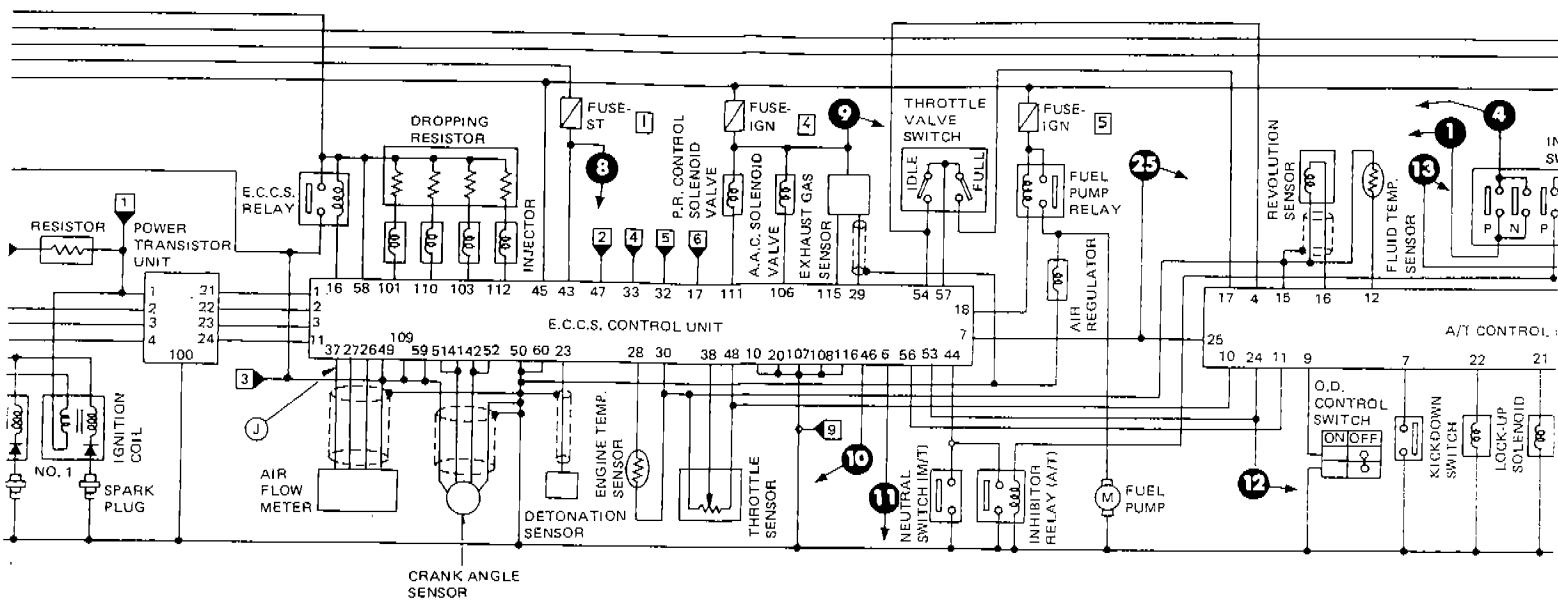 FUSE-
ST
1
FUSE-
IGN
4
9
THROTTLE
VALVE
SWITCH
FUSE-
IGN
5
4
1
IN
SW
13
DROPPING
RESISTOR
8
P.R. CONTROL
SOLENOID
VALVE
IDLE
FULL
25
E.C.C.S.
RELAY
FUEL
PUMP
RELAY
REVOLUTION
SENSOR
P N P
1
POWER
TRANSISTOR
UNIT
RESISTOR
INJECTOR
A.A.C. SOLENOID
VALVE
EXHAUST GAS
SENSOR
FLUID TEMP.
SENSOR
2 4 5 6
AIR
REGULATOR
16 58 101 110 103 112 45 43 47 33 32 17 111 106 115 29 54 57
17 4 15 16 12
1 21 1
2 22 2
3 23 3
4 24 11
100
18
7
25
E.C.C.S. CONTROL UNIT
A/T CONTROL
37 27 26 49 109 59 51 41 42 52 50 60 23 28 30 38 48 10 20 107 108 116 46 6 56 53 44
10 24 11 9 7 22 21
3
J
O.D.
CONTROL
SWITCH
ON OFF
KICKDOWN
SWITCH
LOCK-UP
SOLENOID
IGNITION
COIL
NO. 1
SPARK
PLUG
AIR
FLOW
METER
DETONATION
SENSOR
ENGINE TEMP.
SENSOR
THROTTLE
SENSOR
9
10
11
NEUTRAL
SWITCH (M/T)
INHIBITOR
RELAY (A/T)
M
FUEL
PUMP
12
CRANK ANGLE
SENSOR